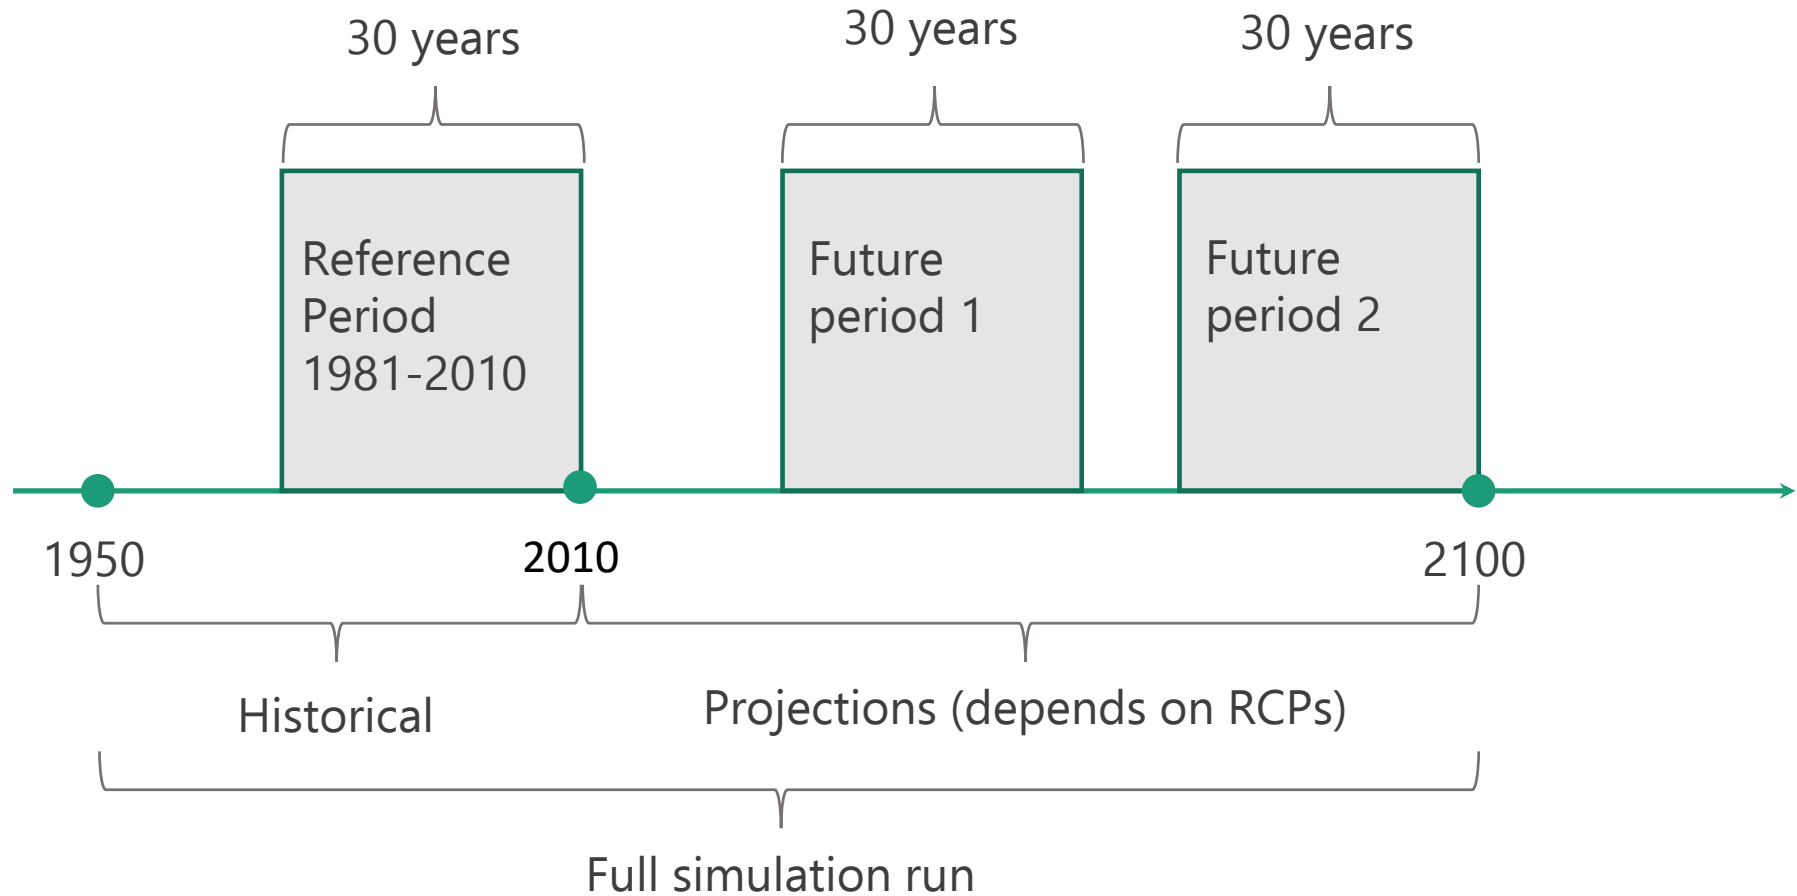 30 years
30 years
30 years
Reference
Period
1981-2010
Future
period 1
Future
period 2
1950
2010
2100
Historical
Projections (depends on RCPs)
Full simulation run